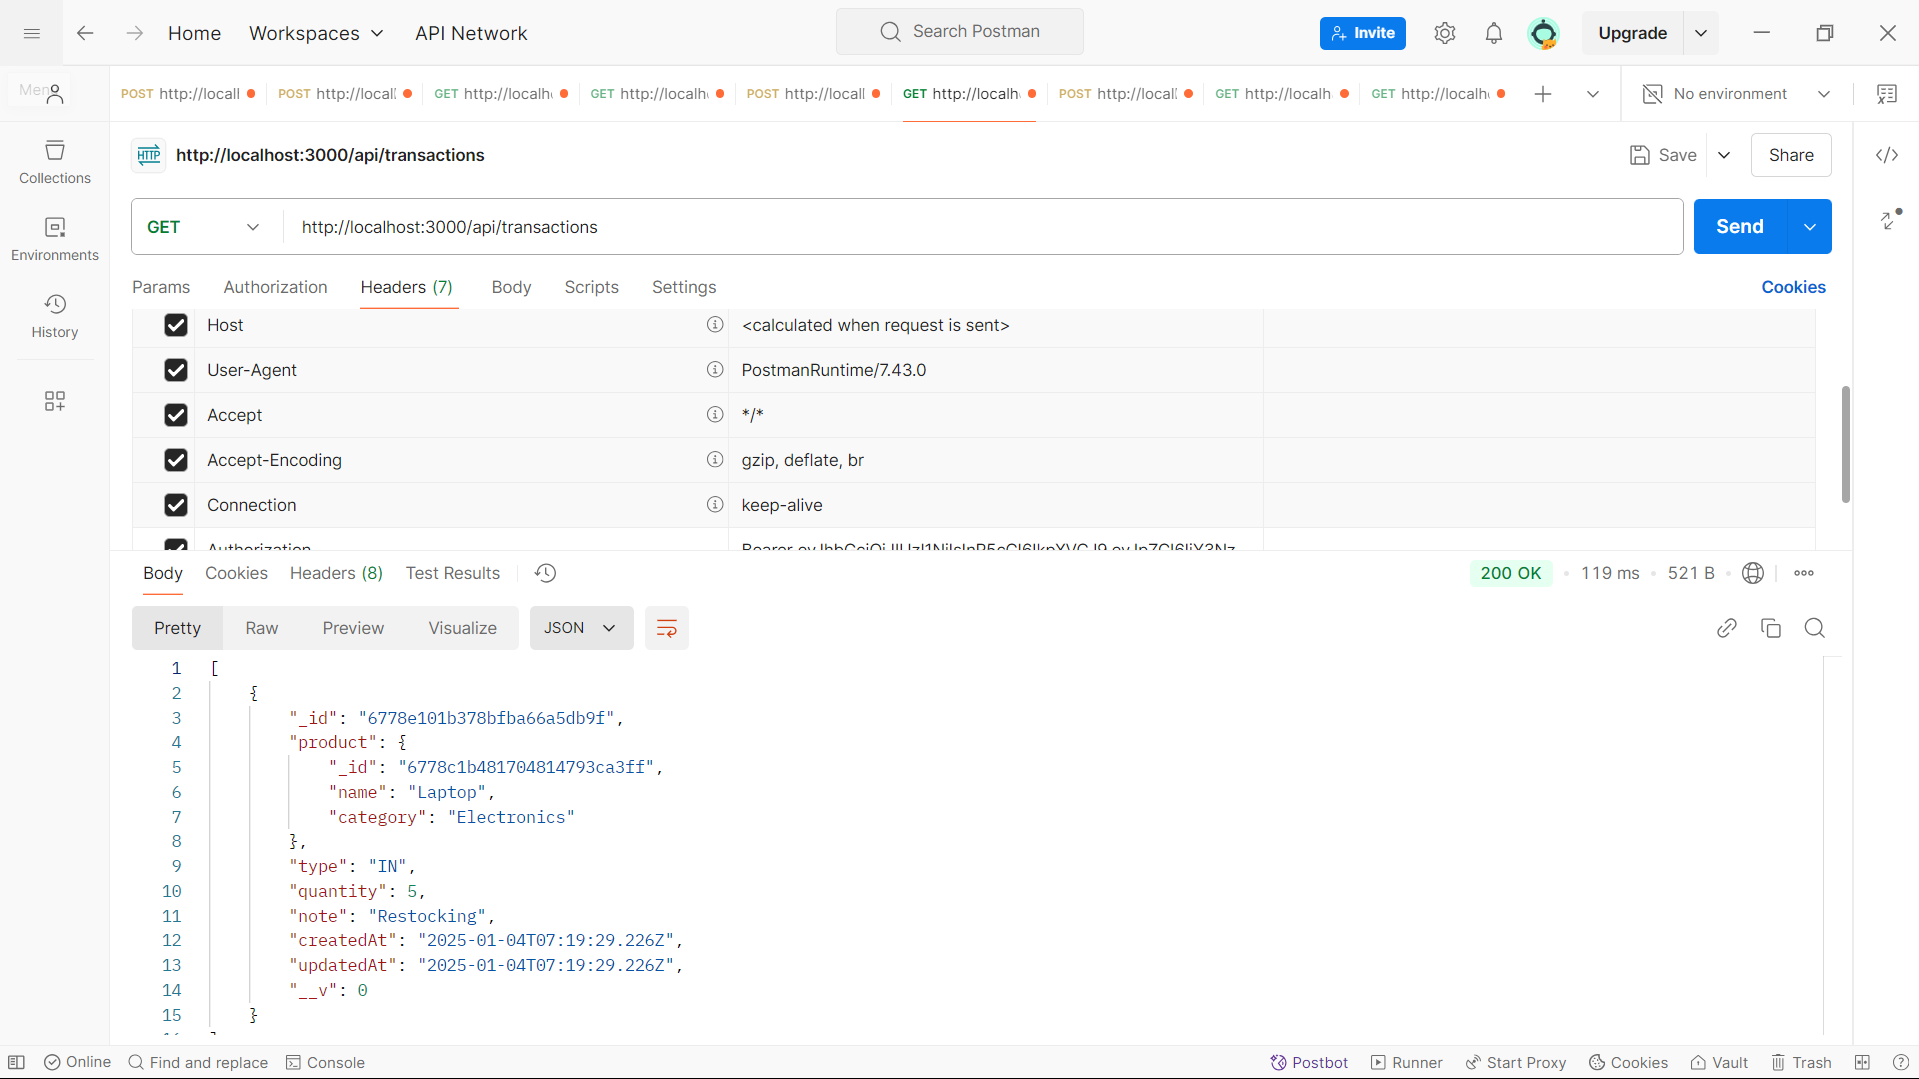 Home Workspaces API Network Search Postman Invite Upgrade
Menu
POST http://locall POST http://locall GET http://localh GET http://localh POST http://locall GET http://localh POST http://locall GET http://localh GET http://localh No environment
HTTP http://localhost:3000/api/transactions Save Share
Collections
GET http://localhost:3000/api/transactions Send
Environments
Params Authorization Headers (7) Body Scripts Settings Cookies
History
Host <calculated when request is sent>
User-Agent PostmanRuntime/7.43.0
Accept */*
Accept-Encoding gzip, deflate, br
Connection keep-alive
Authorization
Body Cookies Headers (8) Test Results 200 OK 119 ms 521 B
Pretty Raw Preview Visualize JSON
1 [
2 {
3 "_id": "6778e101b378bfba66a5db9f",
4 "product": {
5 "_id": "6778c1b481704814793ca3ff",
6 "name": "Laptop",
7 "category": "Electronics"
8 },
9 "type": "IN",
10 "quantity": 5,
11 "note": "Restocking",
12 "createdAt": "2025-01-04T07:19:29.226Z",
13 "updatedAt": "2025-01-04T07:19:29.226Z",
14 "__v": 0
15 }
Online Find and replace Console Postbot Runner Start Proxy Cookies Vault Trash